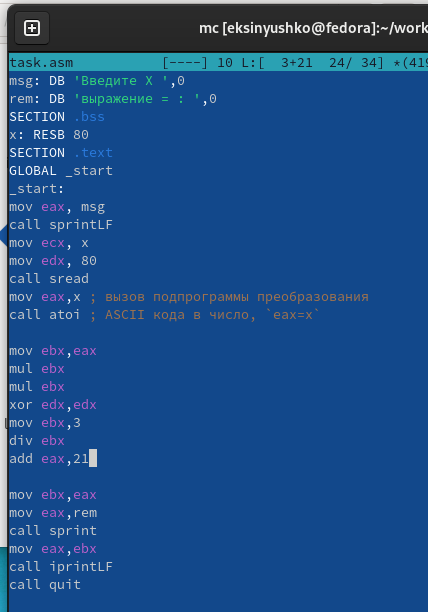 mc [eksinyushko@fedora]:~/work
task.asm [----] 10 L:[ 3+21 24/ 34] *(419
msg: DB 'Введите X ',0
rem: DB 'выражение = : ',0
SECTION .bss
x: RESB 80
SECTION .text
GLOBAL _start
_start:
mov eax, msg
call sprintLF
mov ecx, x
mov edx, 80
call sread
mov eax,x ; вызов подпрограммы преобразования
call atoi ; ASCII кода в число, `eax=x`
mov ebx,eax
mul ebx
mul ebx
xor edx,edx
mov ebx,3
div ebx
add eax,21
mov ebx,eax
mov eax,rem
call sprint
mov eax,ebx
call iprintLF
call quit